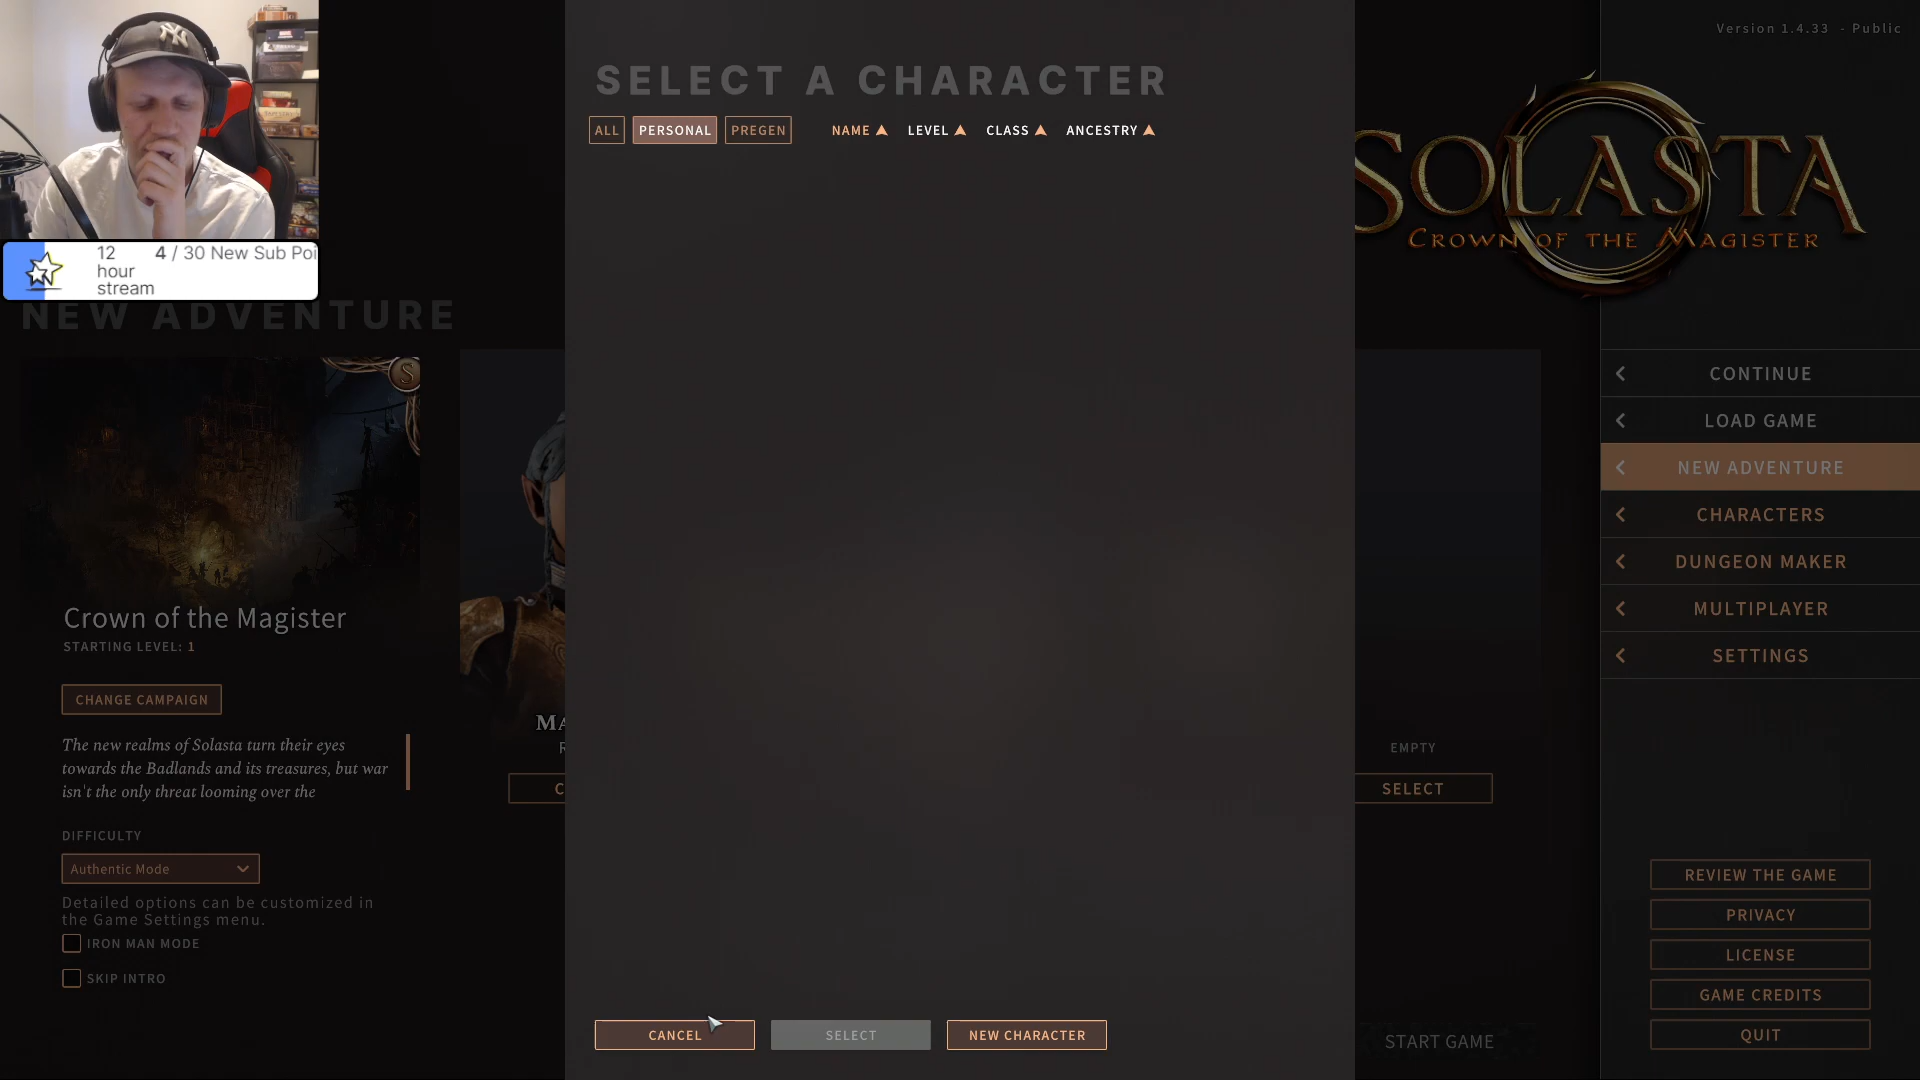 Version 1.4.33 - Public
SELECT A CHARACTER
ALL
PERSONAL
PREGEN
NAME
LEVEL
CLASS
ANCESTRY
SOLASTA
CROWN OF THE MAGISTER
12 hour stream
4 / 30 New Sub Poi
NEW ADVENTURE
Crown of the Magister
STARTING LEVEL: 1
CHANGE CAMPAIGN
The new realms of Solasta turn their eyes
towards the Badlands and its treasures, but war
isn't the only threat looming over the
DIFFICULTY
Authentic Mode
Detailed options can be customized in
the Game Settings menu.
IRON MAN MODE
SKIP INTRO
MA
R
C
EMPTY
SELECT
CANCEL
SELECT
NEW CHARACTER
START GAME
CONTINUE
LOAD GAME
NEW ADVENTURE
CHARACTERS
DUNGEON MAKER
MULTIPLAYER
SETTINGS
REVIEW THE GAME
PRIVACY
LICENSE
GAME CREDITS
QUIT